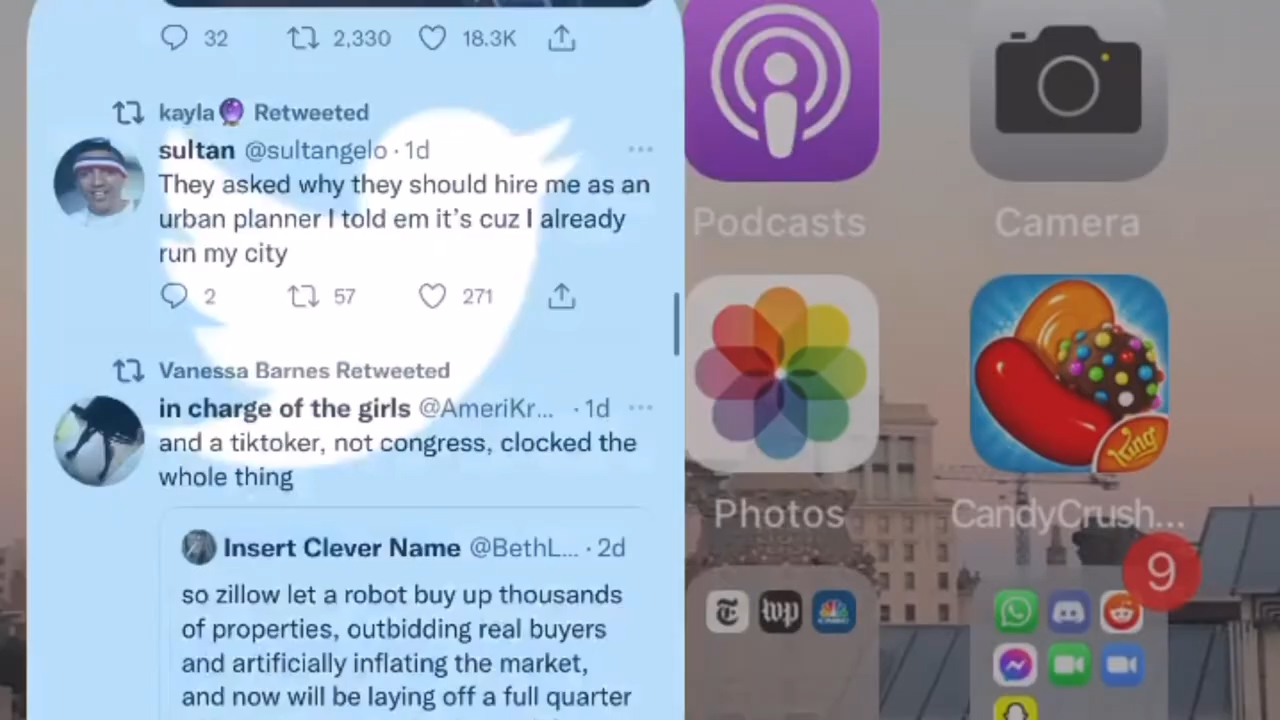 32 2,330 18.3K
kayla🔮 Retweeted
sultan @sultangelo · 1d
They asked why they should hire me as an
urban planner I told em it’s cuz I already
run my city
2 57 271
Vanessa Barnes Retweeted
in charge of the girls @AmeriKr... · 1d
and a tiktoker, not congress, clocked the
whole thing
Insert Clever Name @BethL... · 2d
so zillow let a robot buy up thousands
of properties, outbidding real buyers
and artificially inflating the market,
and now will be laying off a full quarter
Podcasts
Camera
King
Photos
CandyCrush...
9
T
wp